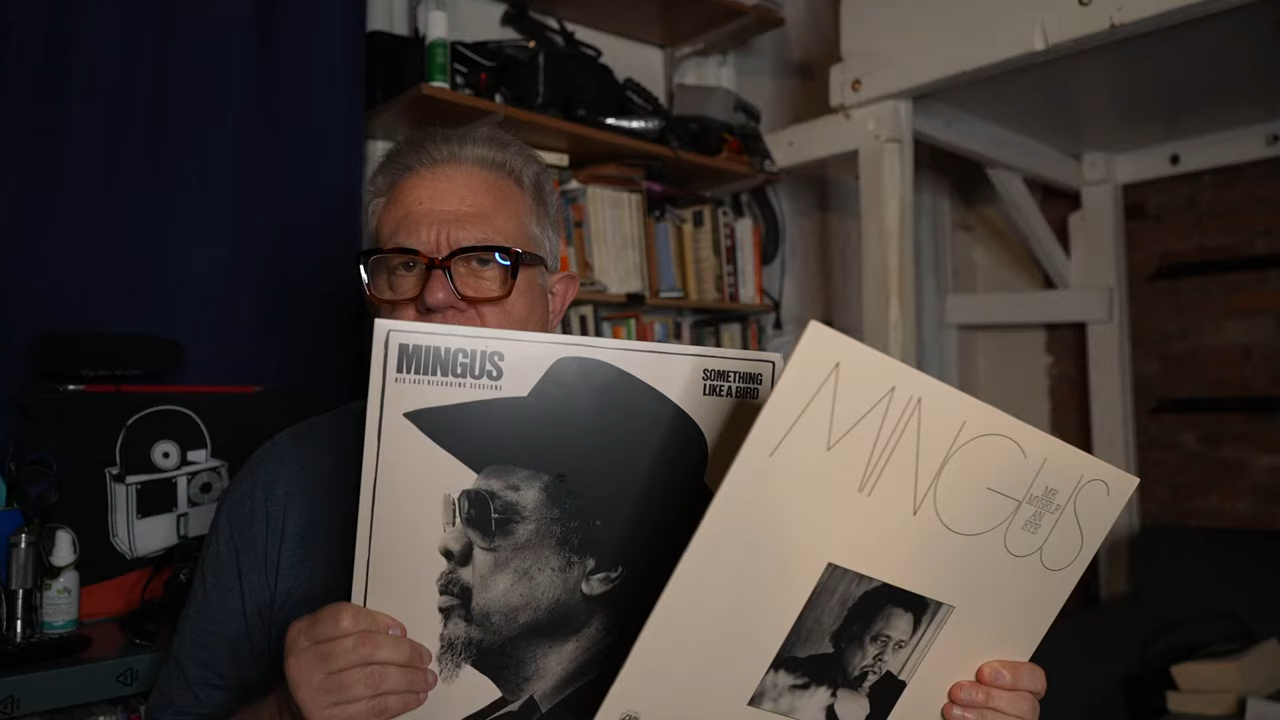 MINGUS
HIS LAST RECORDING SESSIONS
SOMETHING
LIKE A BIRD
MINGUS
ME
MYSELF
AN
EYE